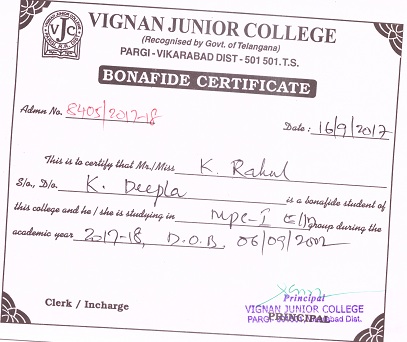 VIGNAN JUNIOR COLLEGE
(Recognised by Govt. of Telangana)
PARGI - VIKARABAD DIST - 501 501. T.S.
VJC
BONAFIDE CERTIFICATE
Admn No. 8405/2017-18
Date: 16/9/2017
This is to certify that Mr./Miss K. Rahul
S/o., D/o. K. Deepla is a bonafide student of
this college and he / she is studying in MPC-I E/M group during the
academic year 2017-18, D.O.B, 06/09/2002
Clerk / Incharge
Principal
VIGNAN JUNIOR COLLEGE
PARGI Dist.
PRINCIPAL